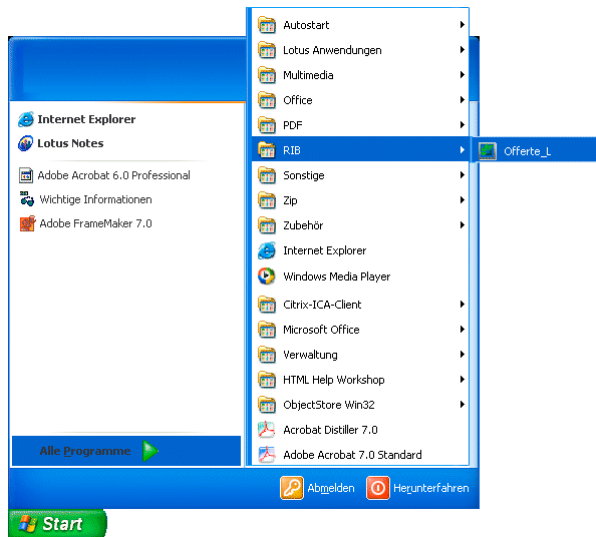 Internet Explorer
Lotus Notes
Adobe Acrobat 6.0 Professional
Wichtige Informationen
Adobe FrameMaker 7.0
Alle Programme
Autostart
Lotus Anwendungen
Multimedia
Office
PDF
RIB
Offerte_L
Sonstige
Zip
Zubehör
Internet Explorer
Windows Media Player
Citrix-ICA-Client
Microsoft Office
Verwaltung
HTML Help Workshop
ObjectStore Win32
Acrobat Distiller 7.0
Adobe Acrobat 7.0 Standard
Abmelden
Herunterfahren
Start